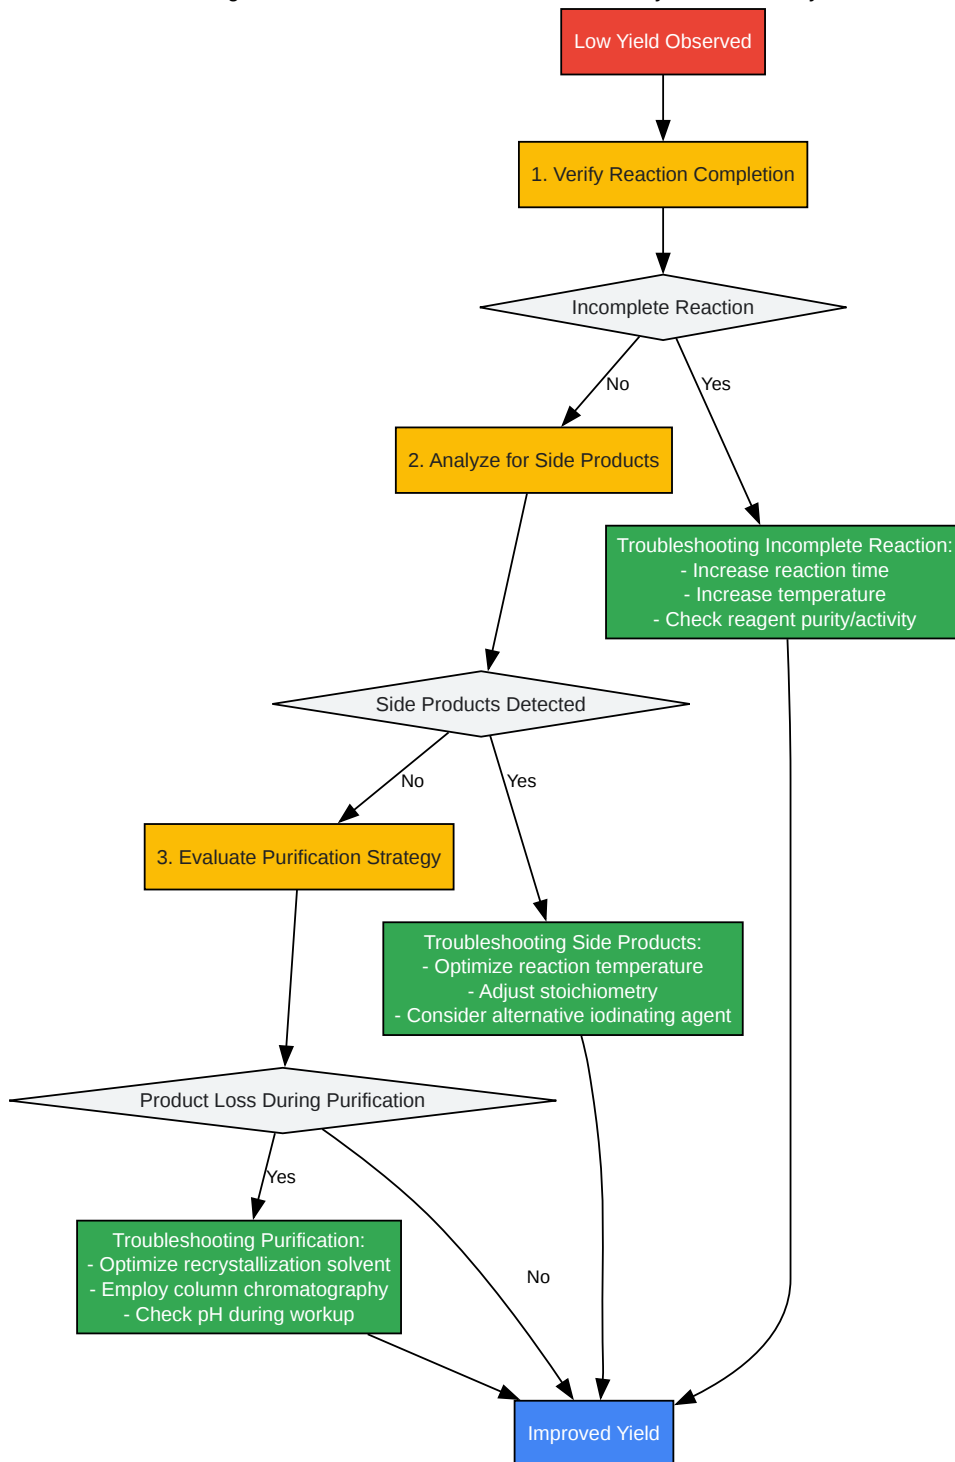 Low Yield Observed
1. Verify Reaction Completion
Incomplete Reaction
No
Yes
2. Analyze for Side Products
Troubleshooting Incomplete Reaction:
- Increase reaction time
- Increase temperature
- Check reagent purity/activity
Side Products Detected
No
Yes
3. Evaluate Purification Strategy
Troubleshooting Side Products:
- Optimize reaction temperature
- Adjust stoichiometry
- Consider alternative iodinating agent
Product Loss During Purification
Yes
No
Troubleshooting Purification:
- Optimize recrystallization solvent
- Employ column chromatography
- Check pH during workup
Improved Yield